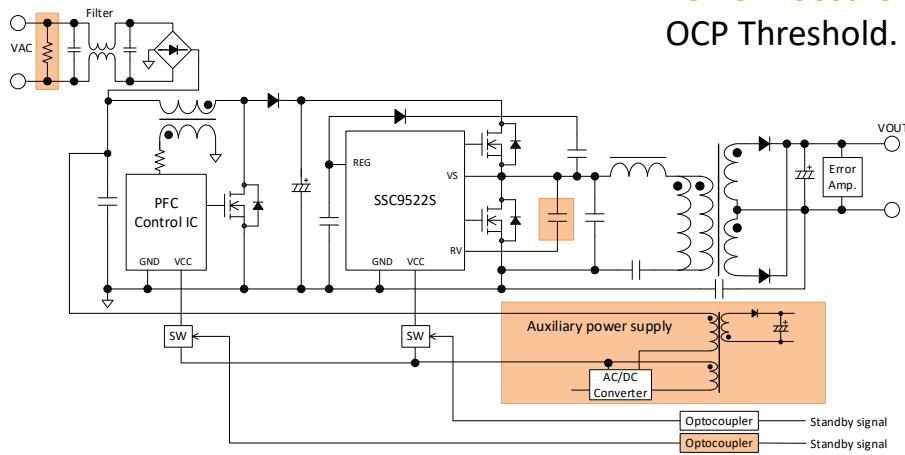 OCP Threshold.
Filter
VAC
VOUT
REG
VS
SSC9522S
Error
Amp.
PFC
Control IC
RV
GND VCC
GND VCC
SW
SW
Auxiliary power supply
AC/DC
Converter
Optocoupler
Standby signal
Optocoupler
Standby signal